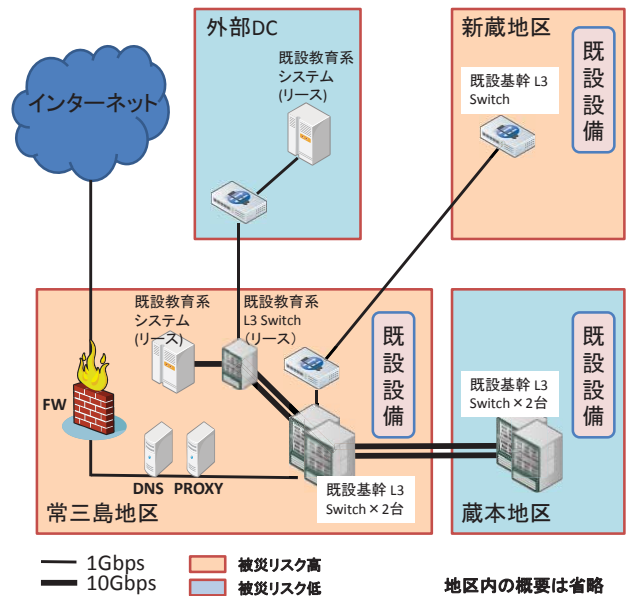 外部DC
既設教育系
システム
(リース)
新蔵地区
既設基幹 L3
Switch
既設設備
インターネット
既設教育系
システム
(リース)
既設教育系
L3 Switch
（リース）
既設設備
FW
DNS PROXY
既設基幹 L3
Switch×2台
常三島地区
既設基幹 L3
Switch×2台
既設設備
蔵本地区
1Gbps
10Gbps
被災リスク高
被災リスク低
地区内の概要は省略